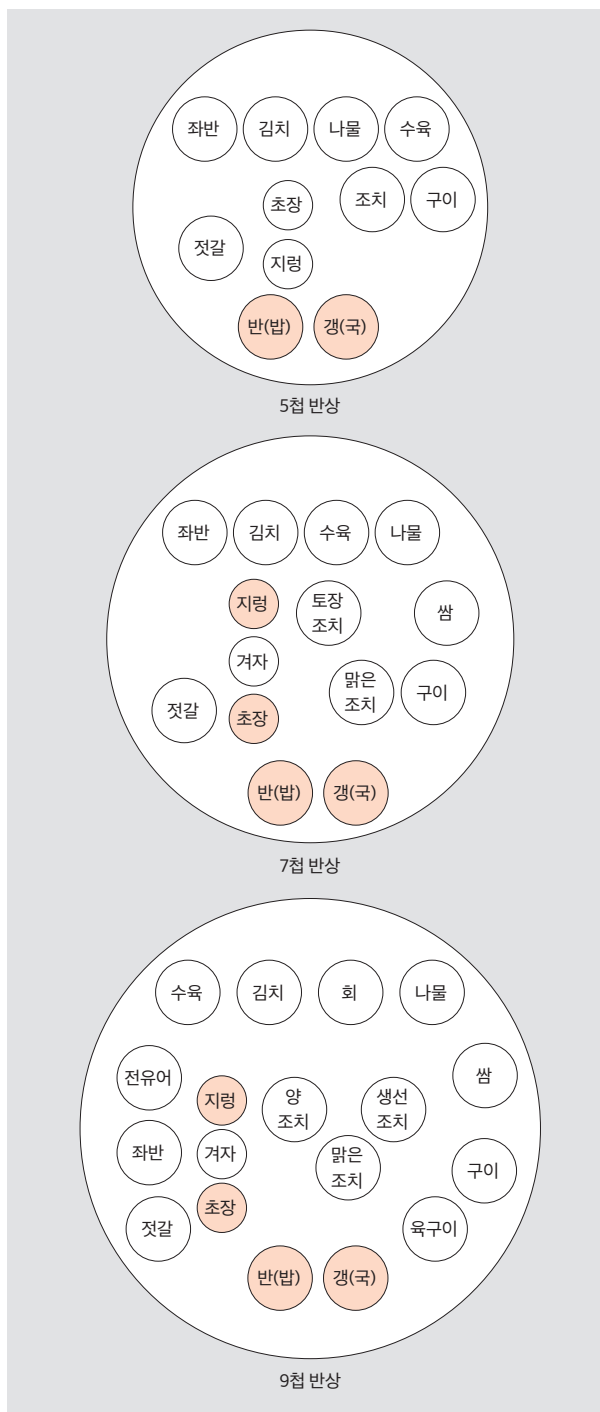 좌반 김치 나물 수육
초장 조치 구이
젓갈 지렁
반(밥) 갱(국)
5첩 반상
좌반 김치 수육 나물
지렁 토장 쌈
조치
겨자
맑은 구이
조치
젓갈 초장
반(밥) 갱(국)
7첩 반상
수육 김치 회 나물
전유어 쌈
지렁 양 생선
조치 조치
좌반 겨자 맑은 구이
조치
젓갈 초장 육구이
반(밥) 갱(국)
9첩 반상